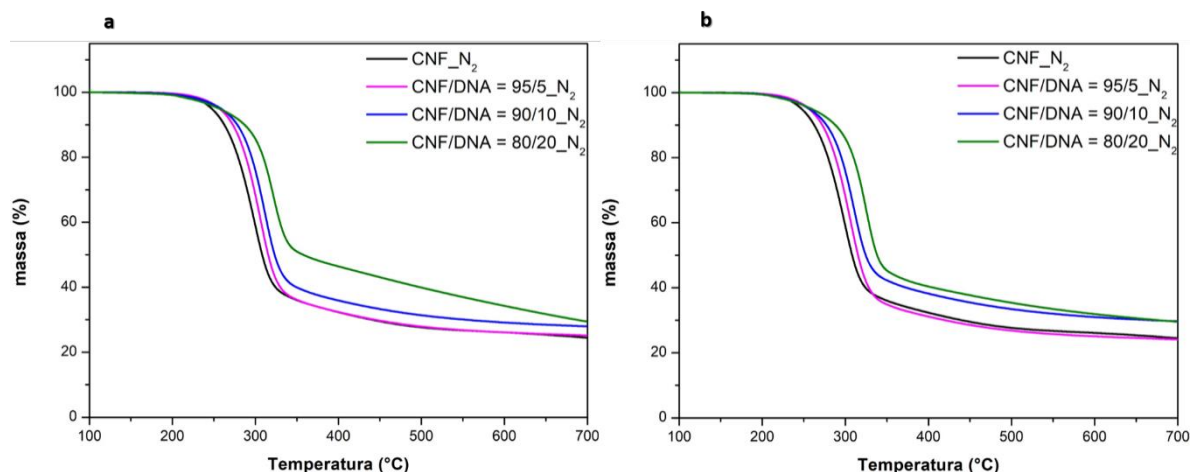 a
CNF_N₂
CNF/DNA = 95/5_N₂
CNF/DNA = 90/10_N₂
CNF/DNA = 80/20_N₂
100
80
60
40
20
0
massa (%)
100 200 300 400 500 600 700
Temperatura (°C)
b
CNF_N₂
CNF/DNA = 95/5_N₂
CNF/DNA = 90/10_N₂
CNF/DNA = 80/20_N₂
100
80
60
40
20
0
massa (%)
100 200 300 400 500 600 700
Temperatura (°C)